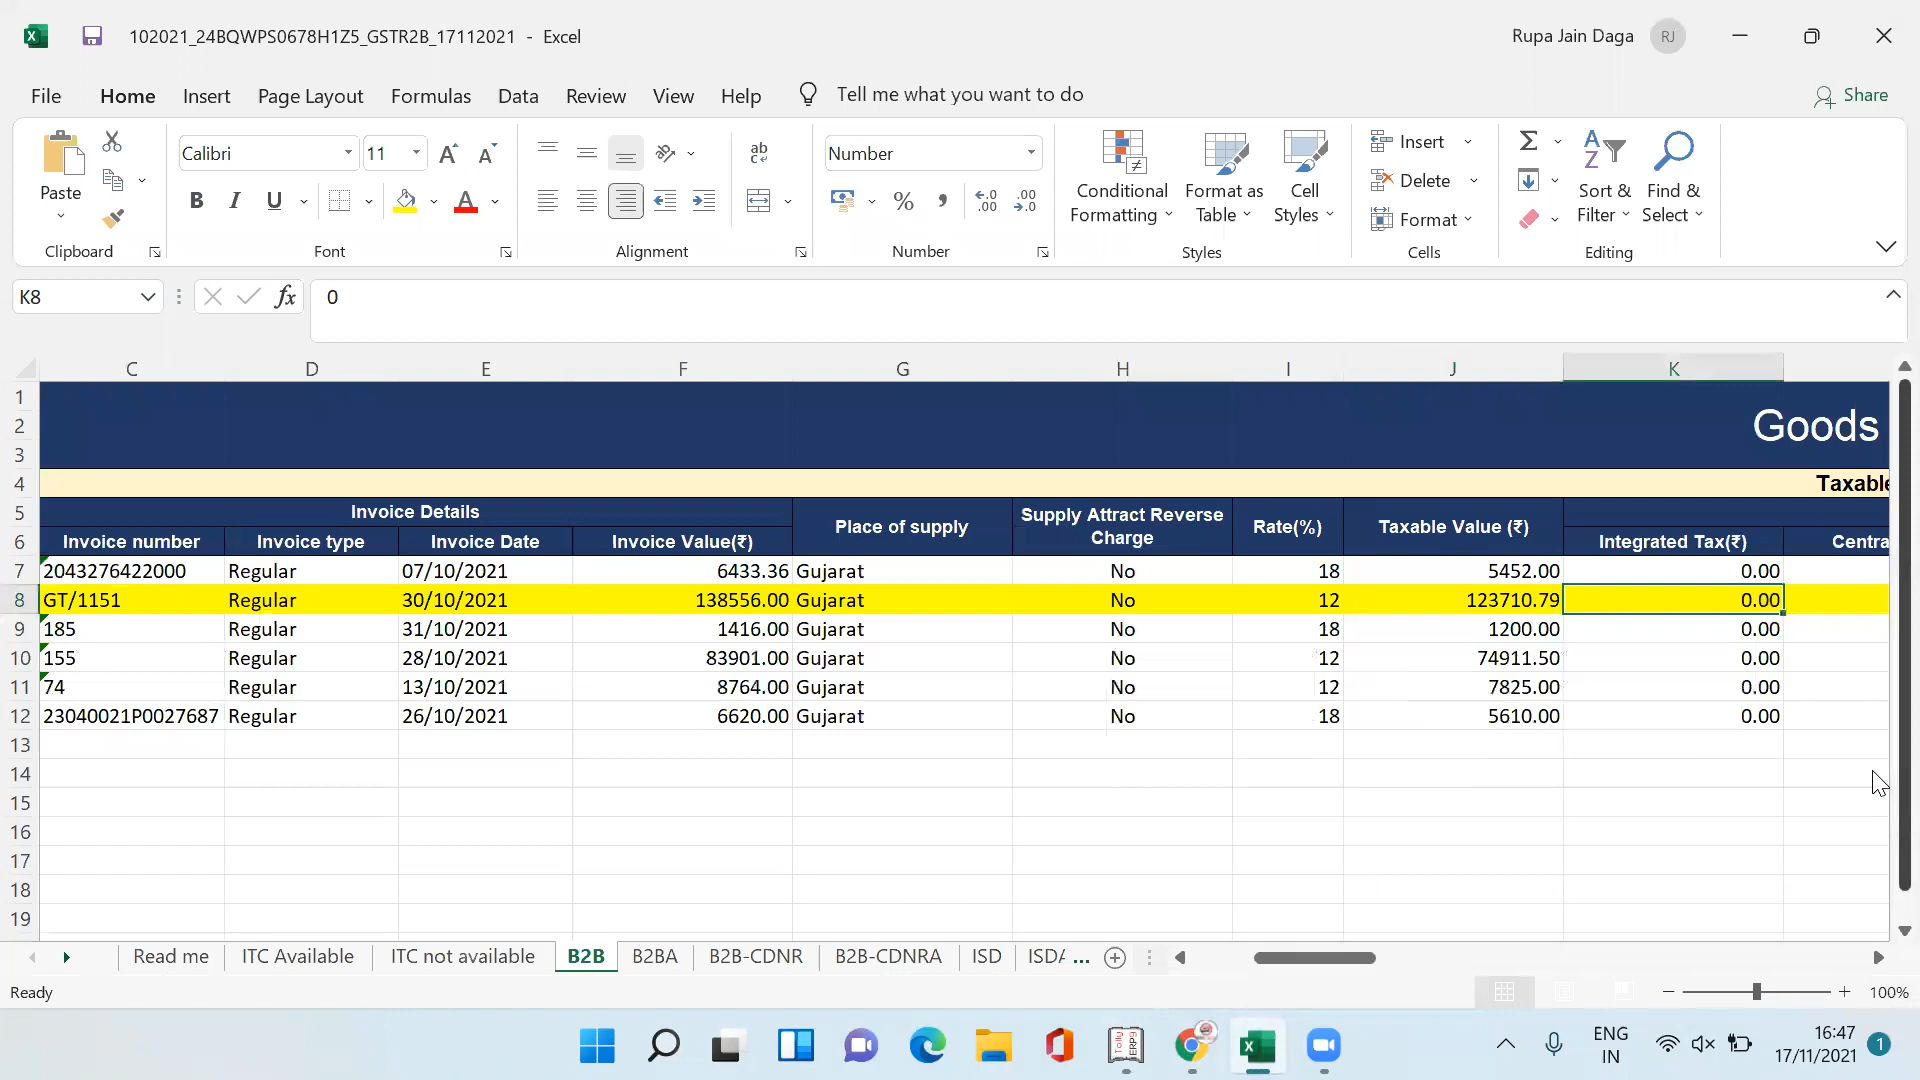 102021_24BQWPS0678H1Z5_GSTR2B_17112021 - Excel
Rupa Jain Daga RJ
File Home Insert Page Layout Formulas Data Review View Help Tell me what you want to do Share
Paste
Calibri 11
B I U
ab
Number
% .00 .00
Conditional Formatting
Format as Table
Cell Styles
Insert
Delete
Format
Sort & Filter
Find & Select
Clipboard Font Alignment Number Styles Cells Editing
K8 fx 0
C D E F G H I J K
1
2 Goods
3
4
5 Invoice Details Place of supply Supply Attract Reverse Charge Rate(%) Taxable Value (₹)
6 Invoice number Invoice type Invoice Date Invoice Value(₹) Integrated Tax(₹)
7 2043276422000 Regular 07/10/2021 6433.36 Gujarat No 18 5452.00 0.00
8 GT/1151 Regular 30/10/2021 138556.00 Gujarat No 12 123710.79 0.00
9 185 Regular 31/10/2021 1416.00 Gujarat No 18 1200.00 0.00
10 155 Regular 28/10/2021 83901.00 Gujarat No 12 74911.50 0.00
11 74 Regular 13/10/2021 8764.00 Gujarat No 12 7825.00 0.00
12 23040021P0027687 Regular 26/10/2021 6620.00 Gujarat No 18 5610.00 0.00
13
14
15
16
17
18
19
Read me ITC Available ITC not available B2B B2BA B2B-CDNR B2B-CDNRA ISD ...
Ready 100%
ENG IN
16:47
17/11/2021 1